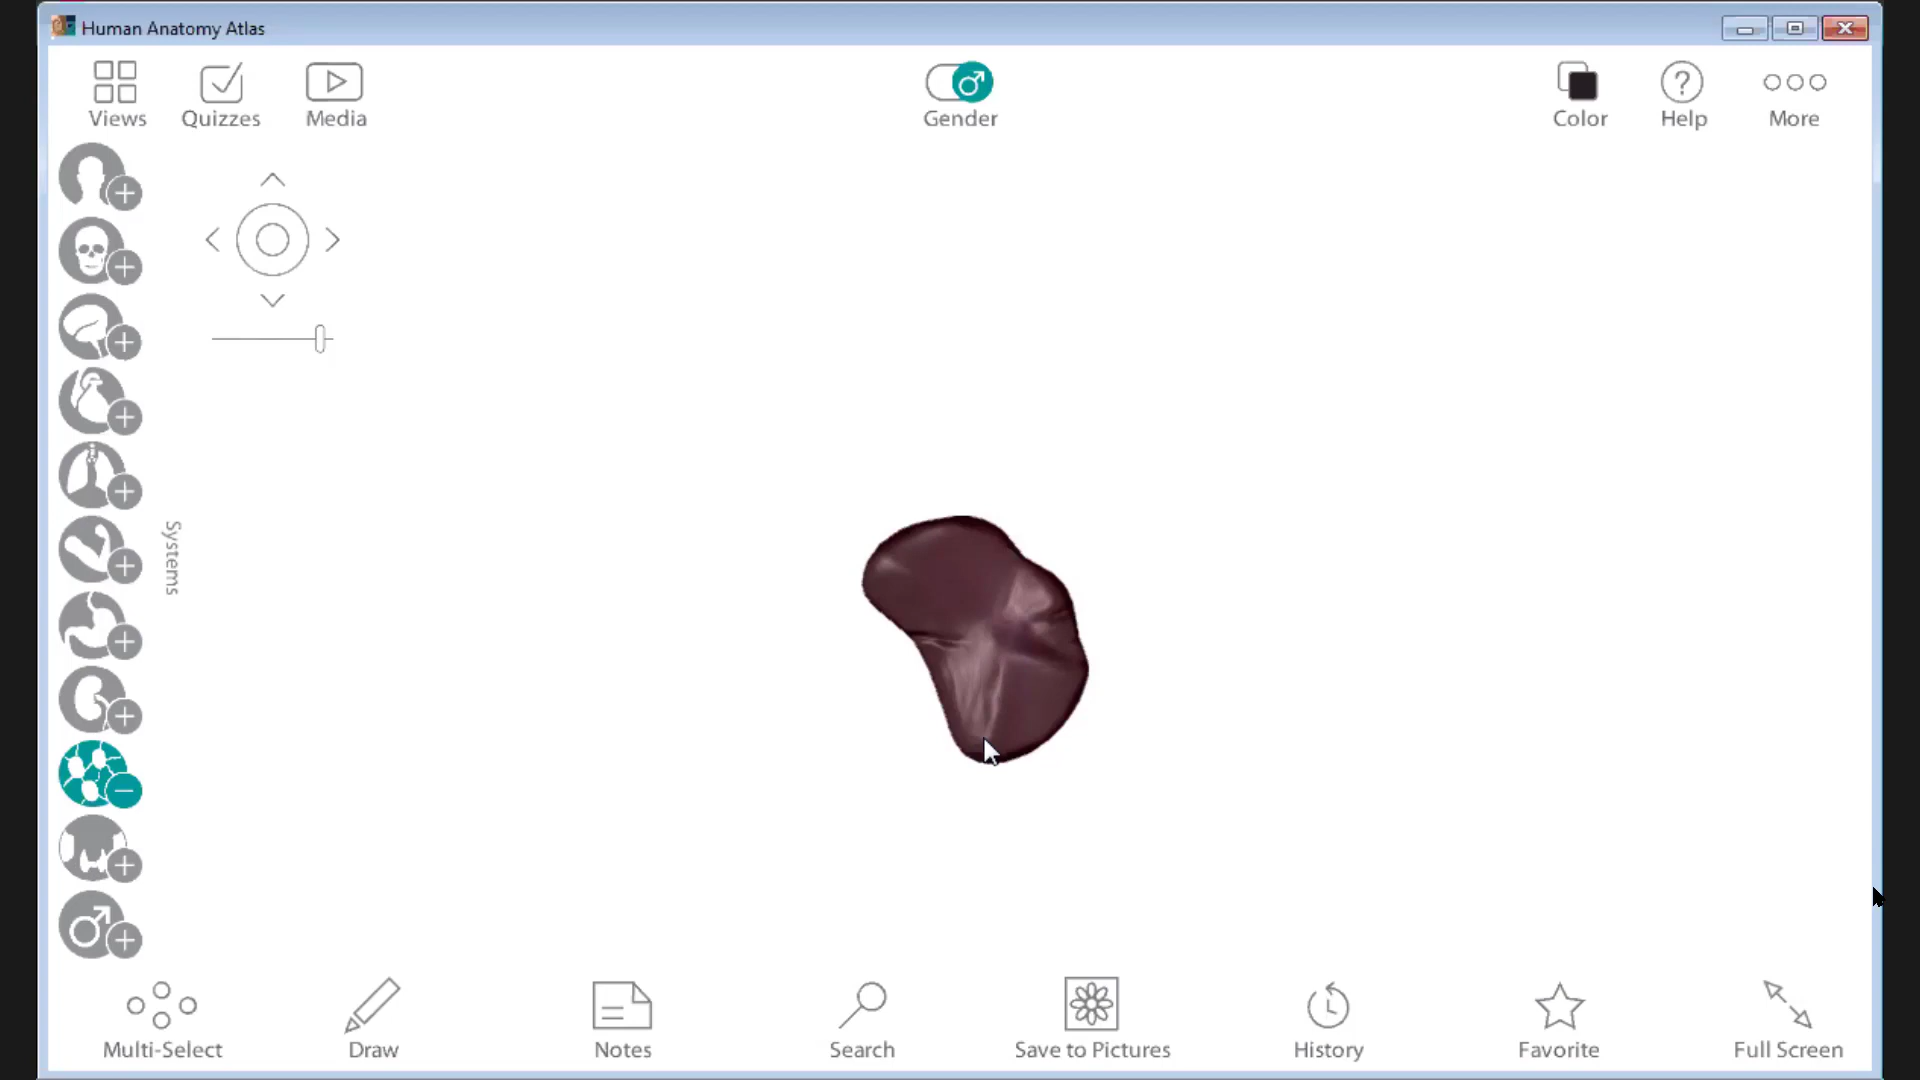 Human Anatomy Atlas
Views
Quizzes
Media
Gender
Color
Help
More
Systems
Multi-Select
Draw
Notes
Search
Save to Pictures
History
Favorite
Full Screen